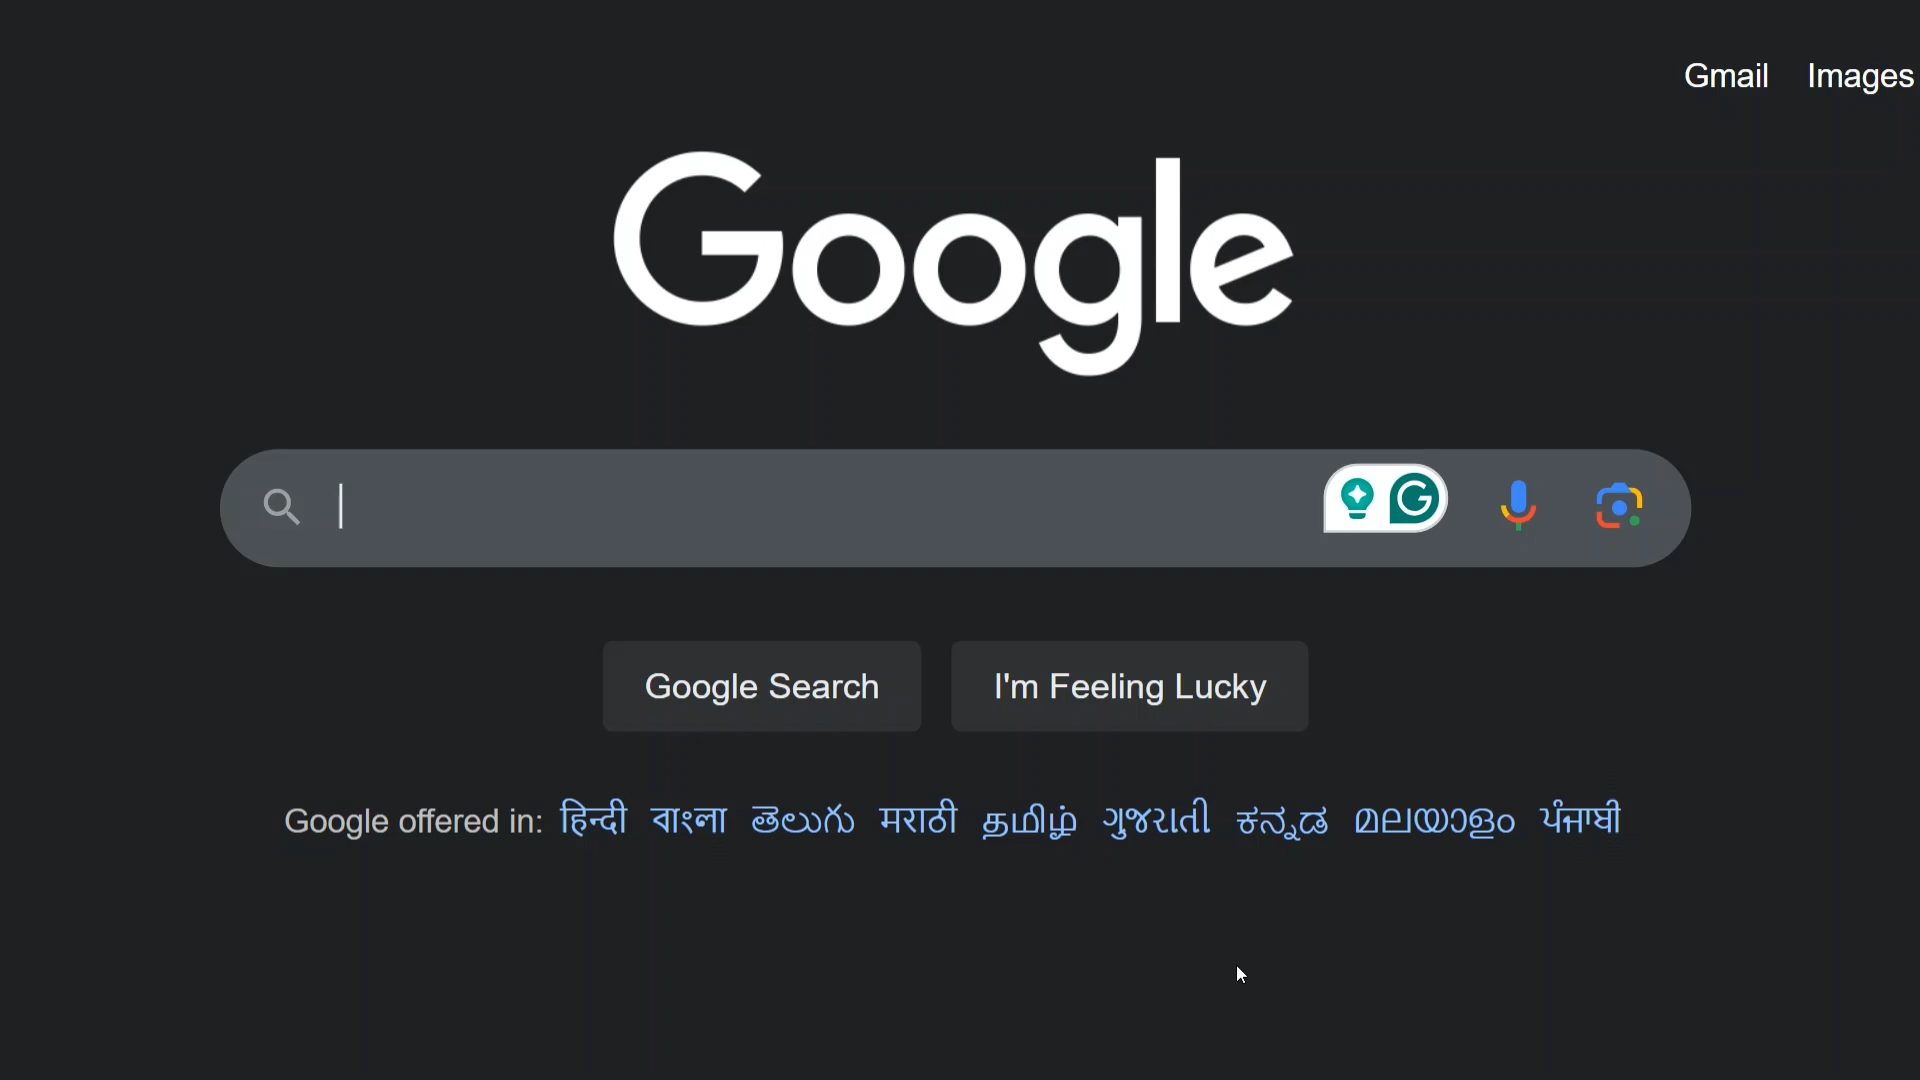 Gmail Images
Google
Google Search I'm Feeling Lucky
Google offered in: हिन्दी বাংলা తెలుగు मराठी தமிழ் ગુજરાતી ಕನ್ನಡ മലയാളം ਪੰਜਾਬੀ